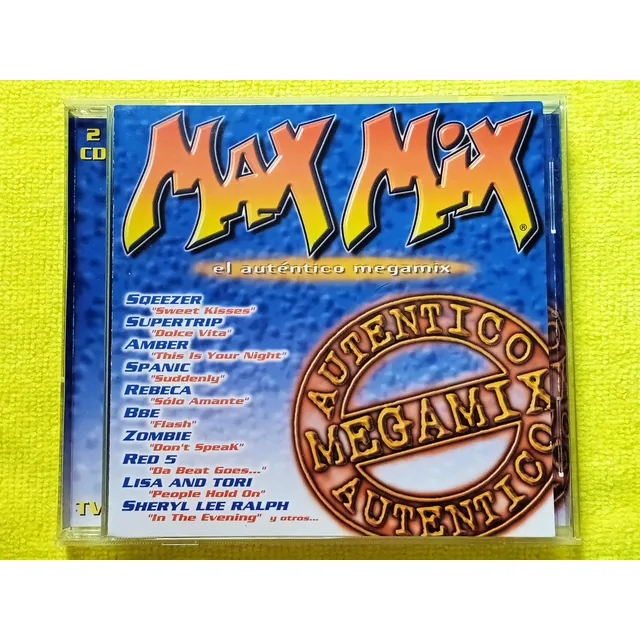 2
CD
MAX MiX
®
el auténtico megamix
SQEEZER
"Sweet Kisses"
SUPERTRIP
"Dolce Vita"
AMBER
"This Is Your Night"
SPANIC
"Suddenly"
REBECA
"Sólo Amante"
BBE
"Flash"
ZOMBIE
"Don't SpeaK"
RED 5
"Da Beat Goes..."
LISA AND TORI
"People Hold On"
SHERYL LEE RALPH
"In The Evening" y otros...
AUTENTICO
MEGAMIX
AUTENTICO
TV